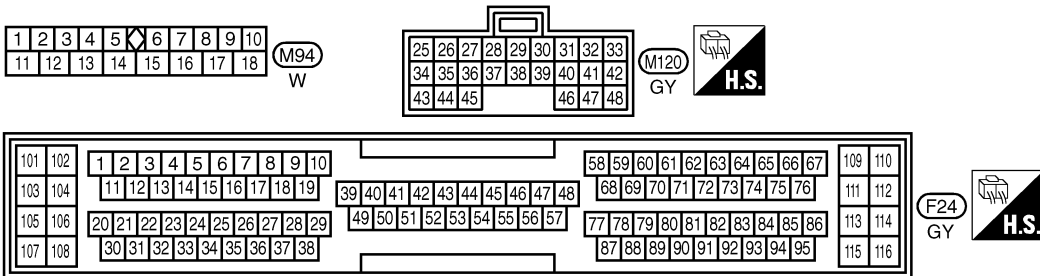 1 2 3 4 5 6 7 8 9 10
11 12 13 14 15 16 17 18
M94
W
25 26 27 28 29 30 31 32 33
34 35 36 37 38 39 40 41 42
43 44 45 46 47 48
M120
GY
H.S.
101 102
103 104
105 106
107 108
1 2 3 4 5 6 7 8 9 10
11 12 13 14 15 16 17 18 19
20 21 22 23 24 25 26 27 28 29
30 31 32 33 34 35 36 37 38
39 40 41 42 43 44 45 46 47 48
49 50 51 52 53 54 55 56 57
58 59 60 61 62 63 64 65 66 67
68 69 70 71 72 73 74 75 76
77 78 79 80 81 82 83 84 85 86
87 88 89 90 91 92 93 94 95
109 110
111 112
113 114
115 116
F24
GY
H.S.